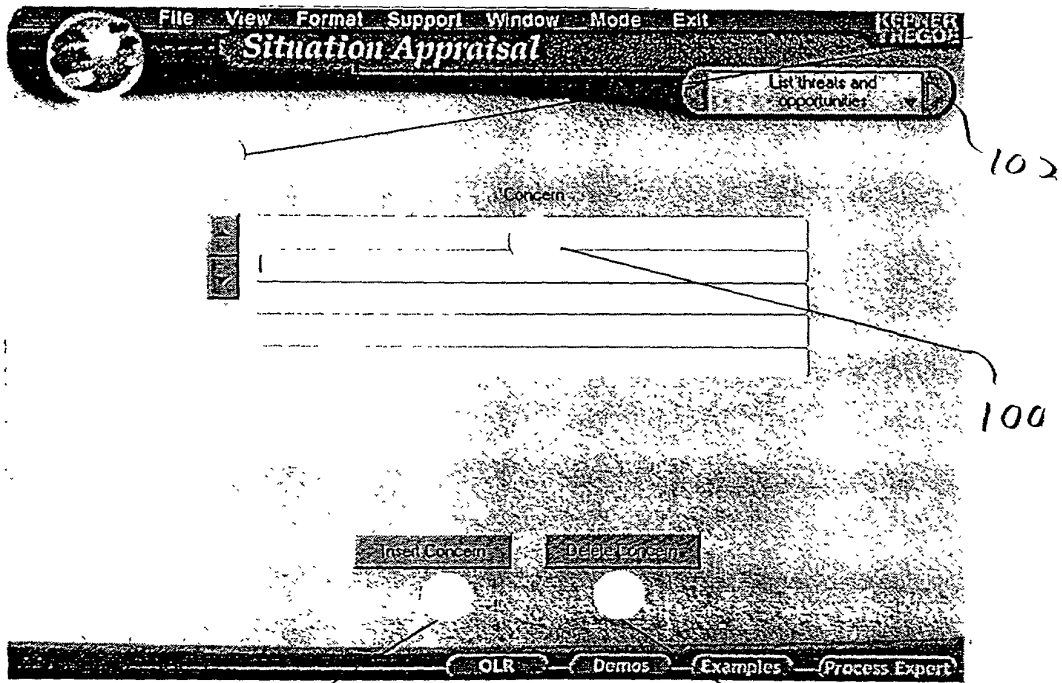 File View Format Support Window Mode Exit
KEPNER
TREGOE
Situation Appraisal
List threats and
opportunities
102
Concern
100
Insert Concern Delete Concern
OLR Demos Examples Process Expert